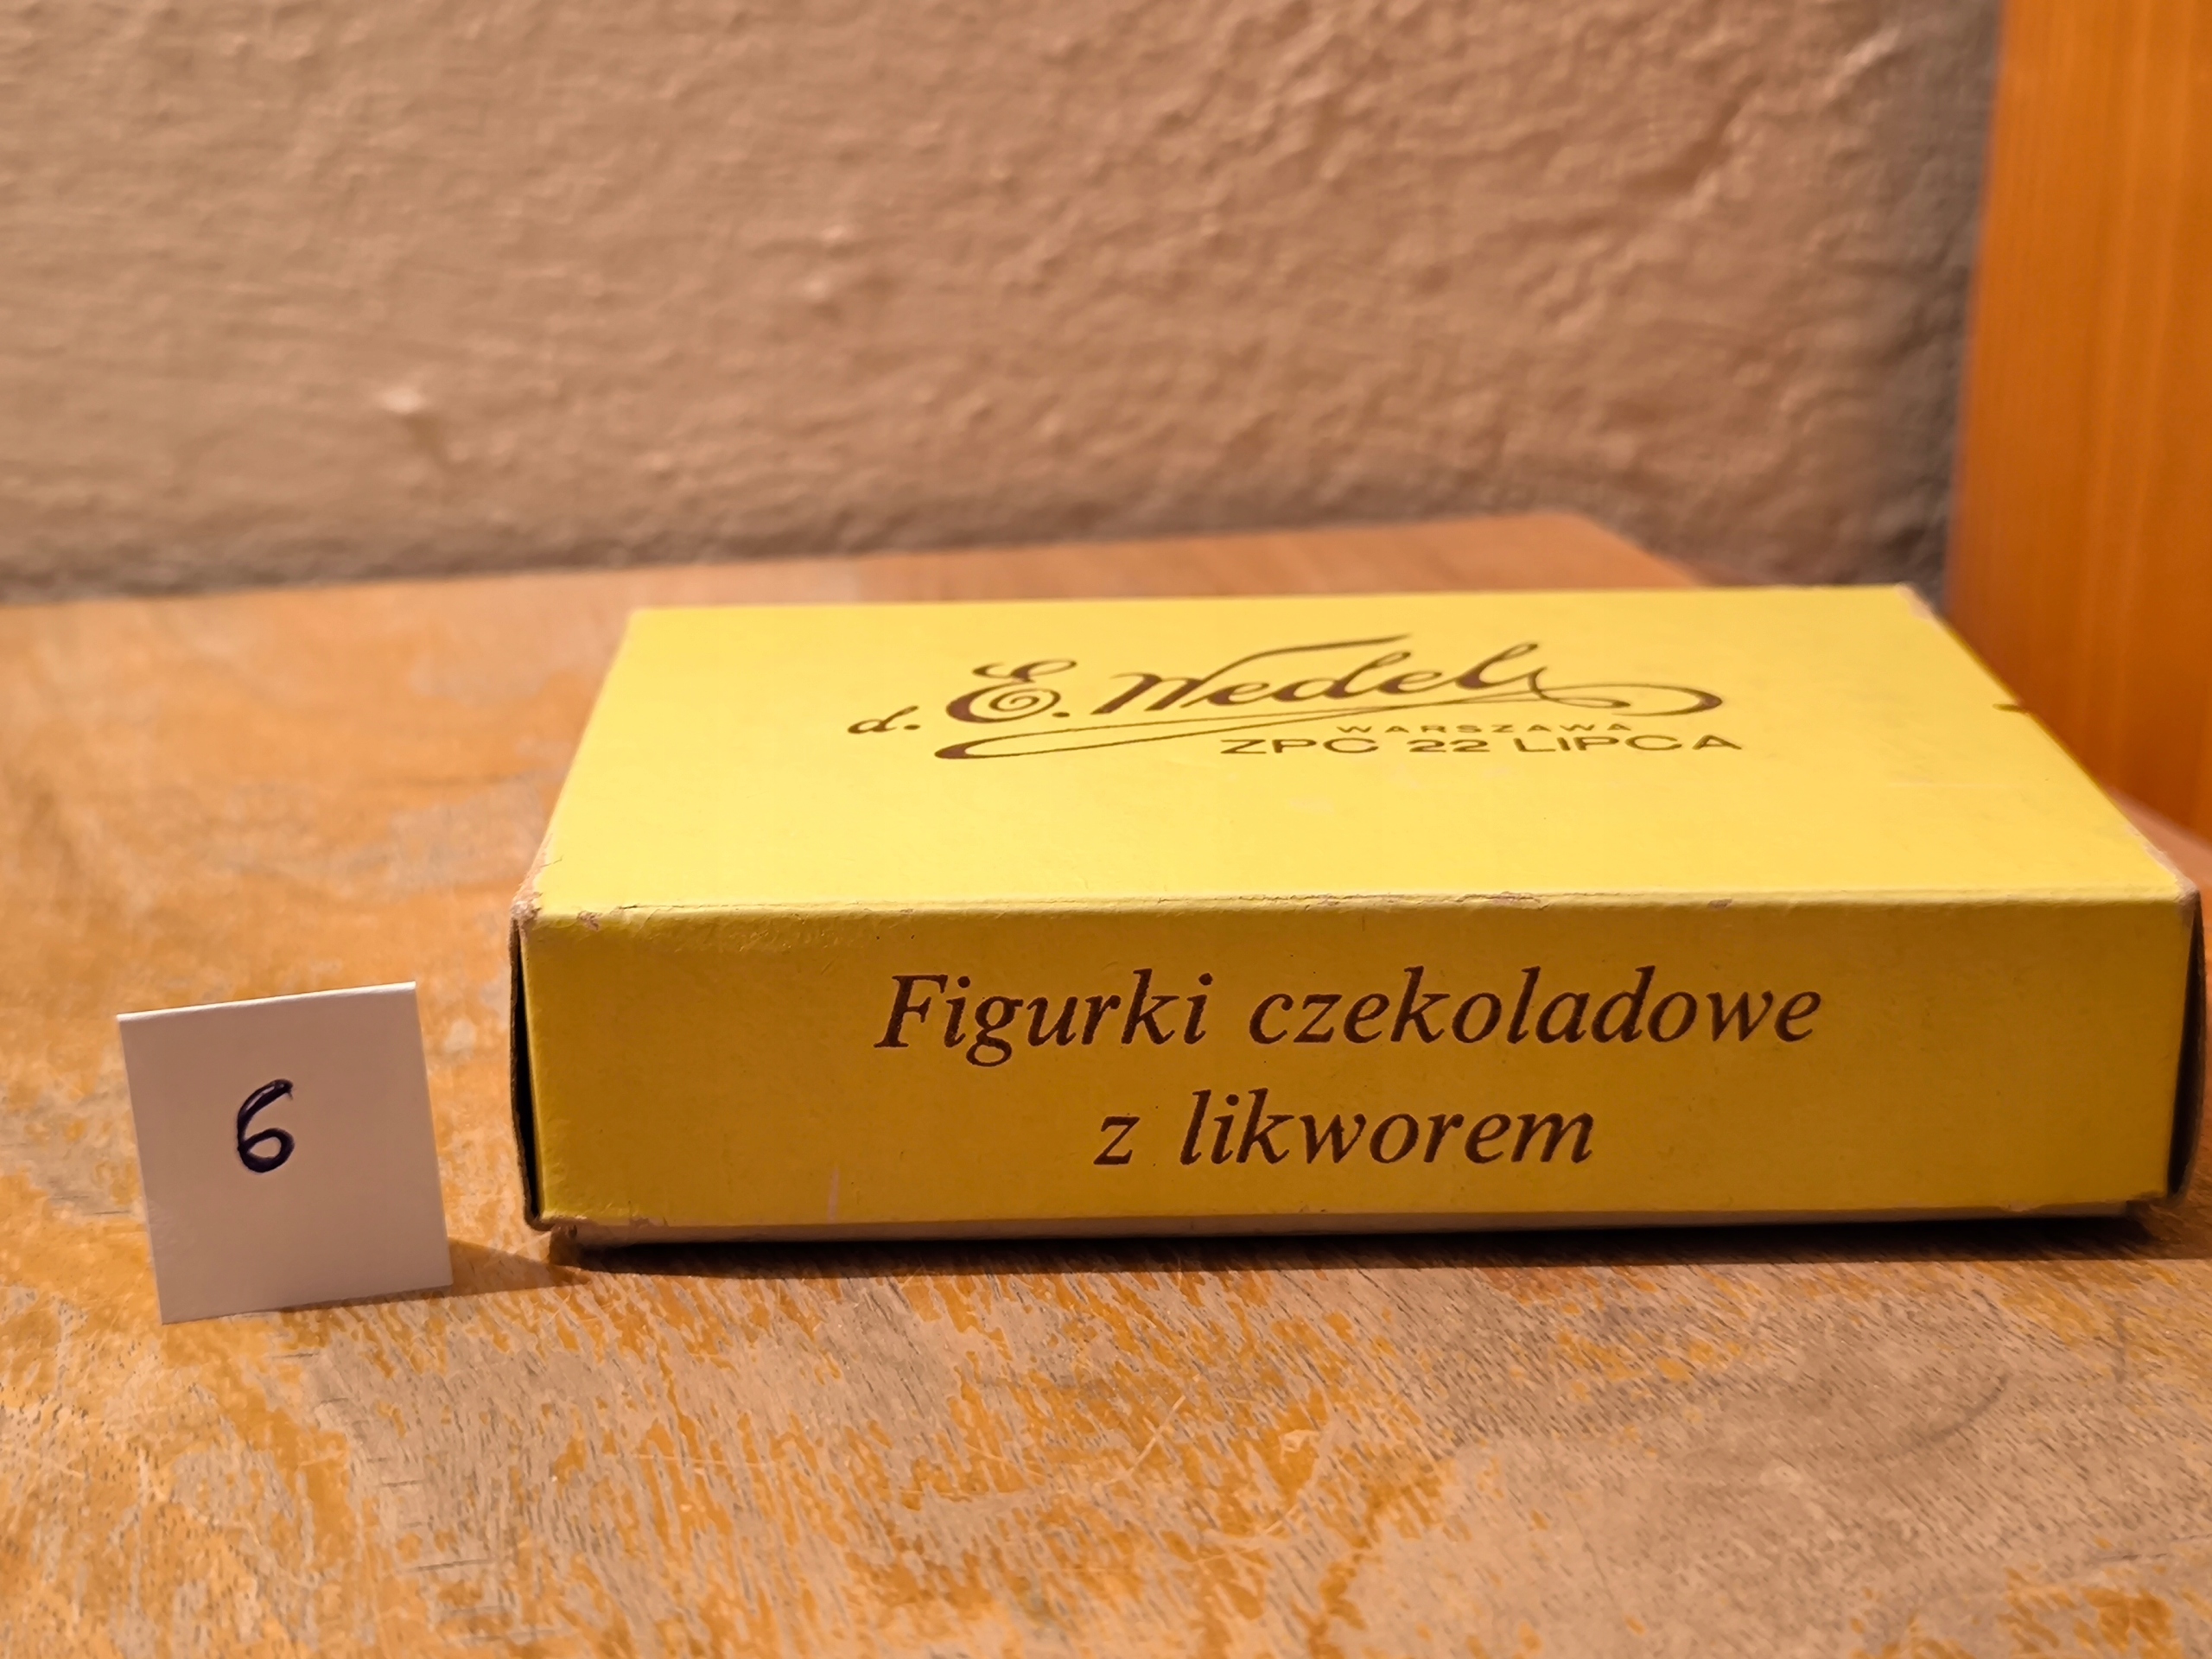 d. E. Wedel
WARSZAWA
ZPC 22 LIPCA
Figurki czekoladowe
z likworem
6